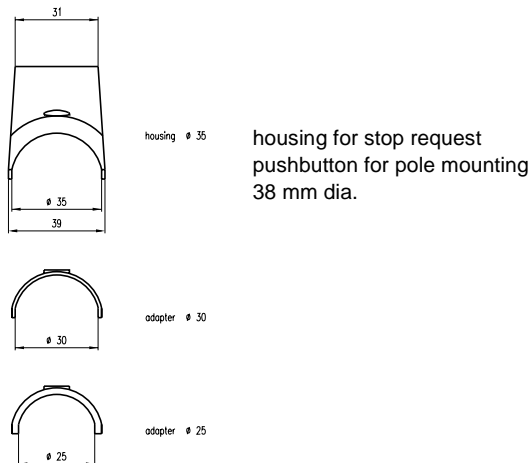 31
housing ø 35
housing for stop request
pushbutton for pole mounting
38 mm dia.
ø 35
39
adapter ø 30
ø 30
adapter ø 25
ø 25